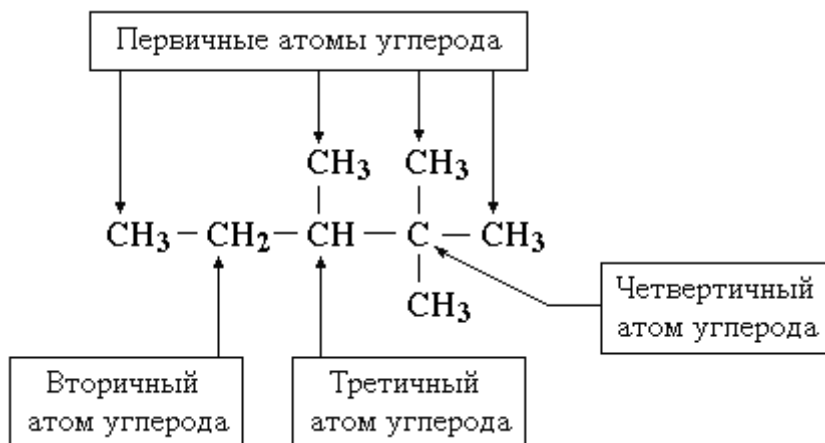 Первичные атомы углерода
CH3 CH3
CH3 – CH2 – CH – C – CH3
CH3
Четвертичный
атом углерода
Вторичный
атом углерода
Третичный
атом углерода